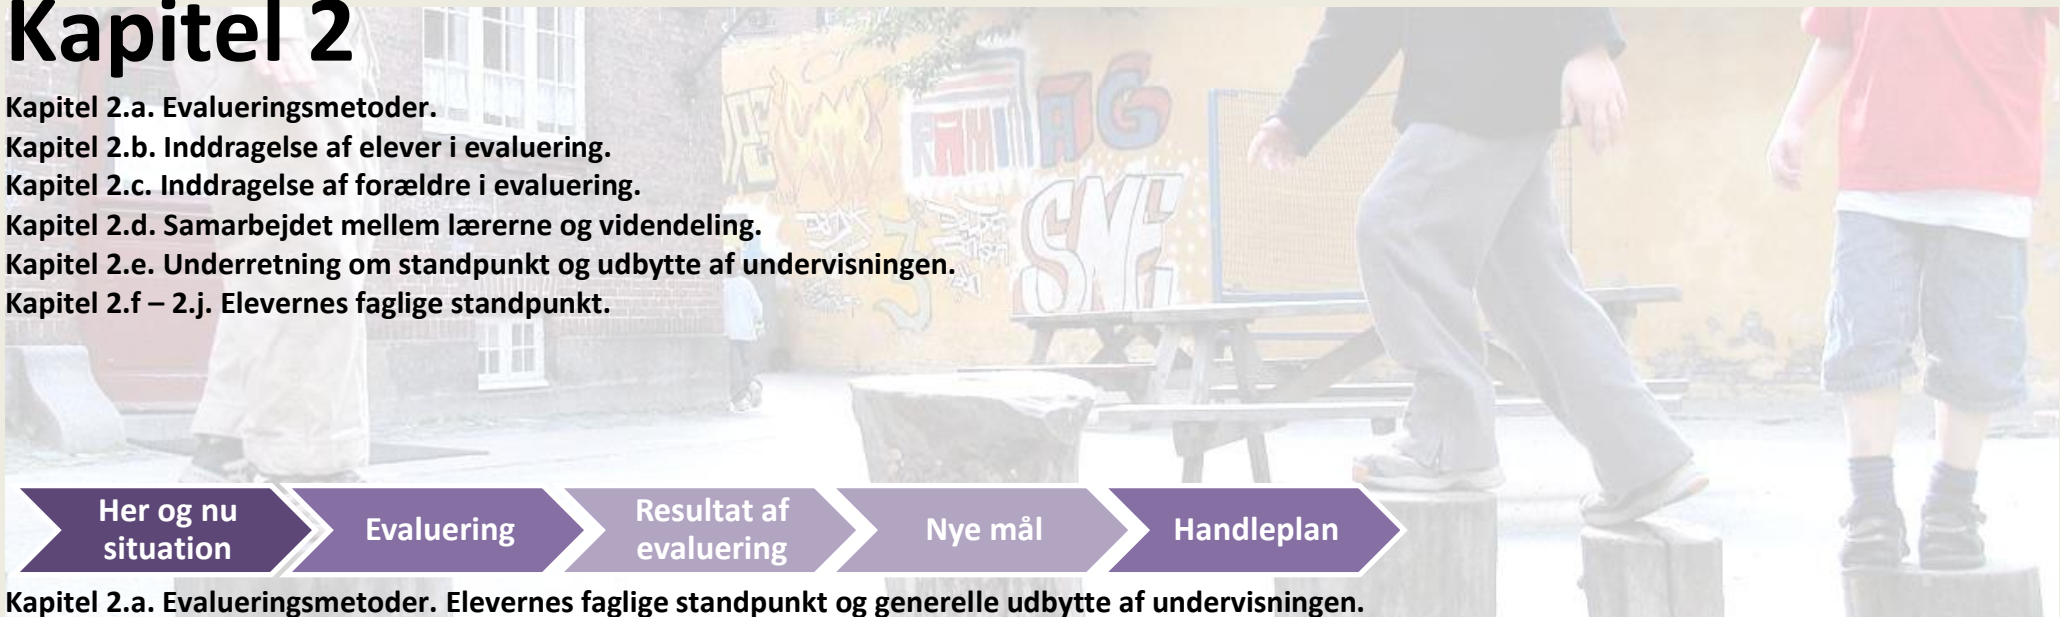 Kapitel 2
Kapitel 2.a. Evalueringsmetoder.
Kapitel 2.b. Inddragelse af elever i evaluering.
Kapitel 2.c. Inddragelse af forældre i evaluering.
Kapitel 2.d. Samarbejdet mellem lærerne og videndeling.
Kapitel 2.e. Underretning om standpunkt og udbytte af undervisningen.
Kapitel 2.f – 2.j. Elevernes faglige standpunkt.
Her og nu
situation
Evaluering
Resultat af
evaluering
Nye mål
Handleplan
Kapitel 2.a. Evalueringsmetoder. Elevernes faglige standpunkt og generelle udbytte af undervisningen.